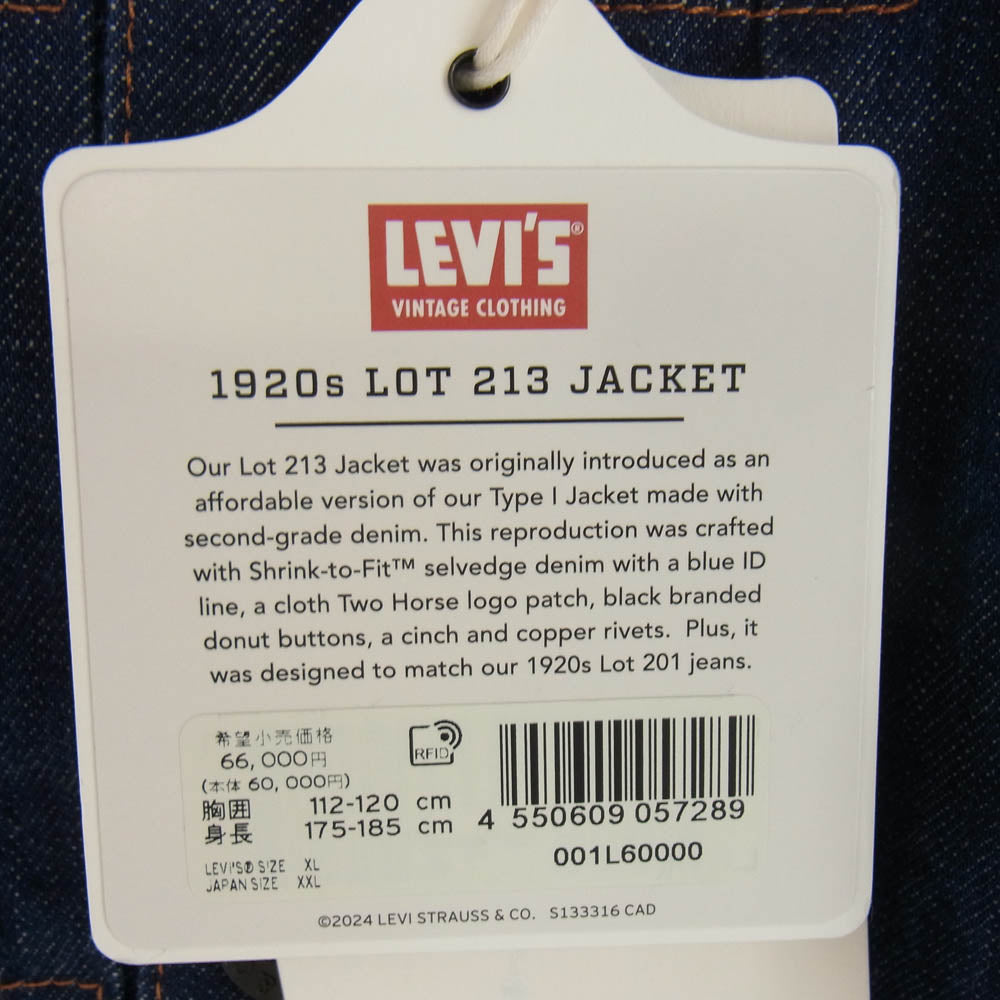 LEVI'S®
VINTAGE CLOTHING
1920s LOT 213 JACKET
Our Lot 213 Jacket was originally introduced as an
affordable version of our Type I Jacket made with
second-grade denim. This reproduction was crafted
with Shrink-to-Fit™ selvedge denim with a blue ID
line, a cloth Two Horse logo patch, black branded
donut buttons, a cinch and copper rivets. Plus, it
was designed to match our 1920s Lot 201 jeans.
希望小売価格
66,000円
(本体 60,000円)
胸囲 112-120 cm
身長 175-185 cm
LEVI'S® SIZE XL
JAPAN SIZE XXL
RFID
4 550609 057289
001L60000
©2024 LEVI STRAUSS & CO. S133316 CAD